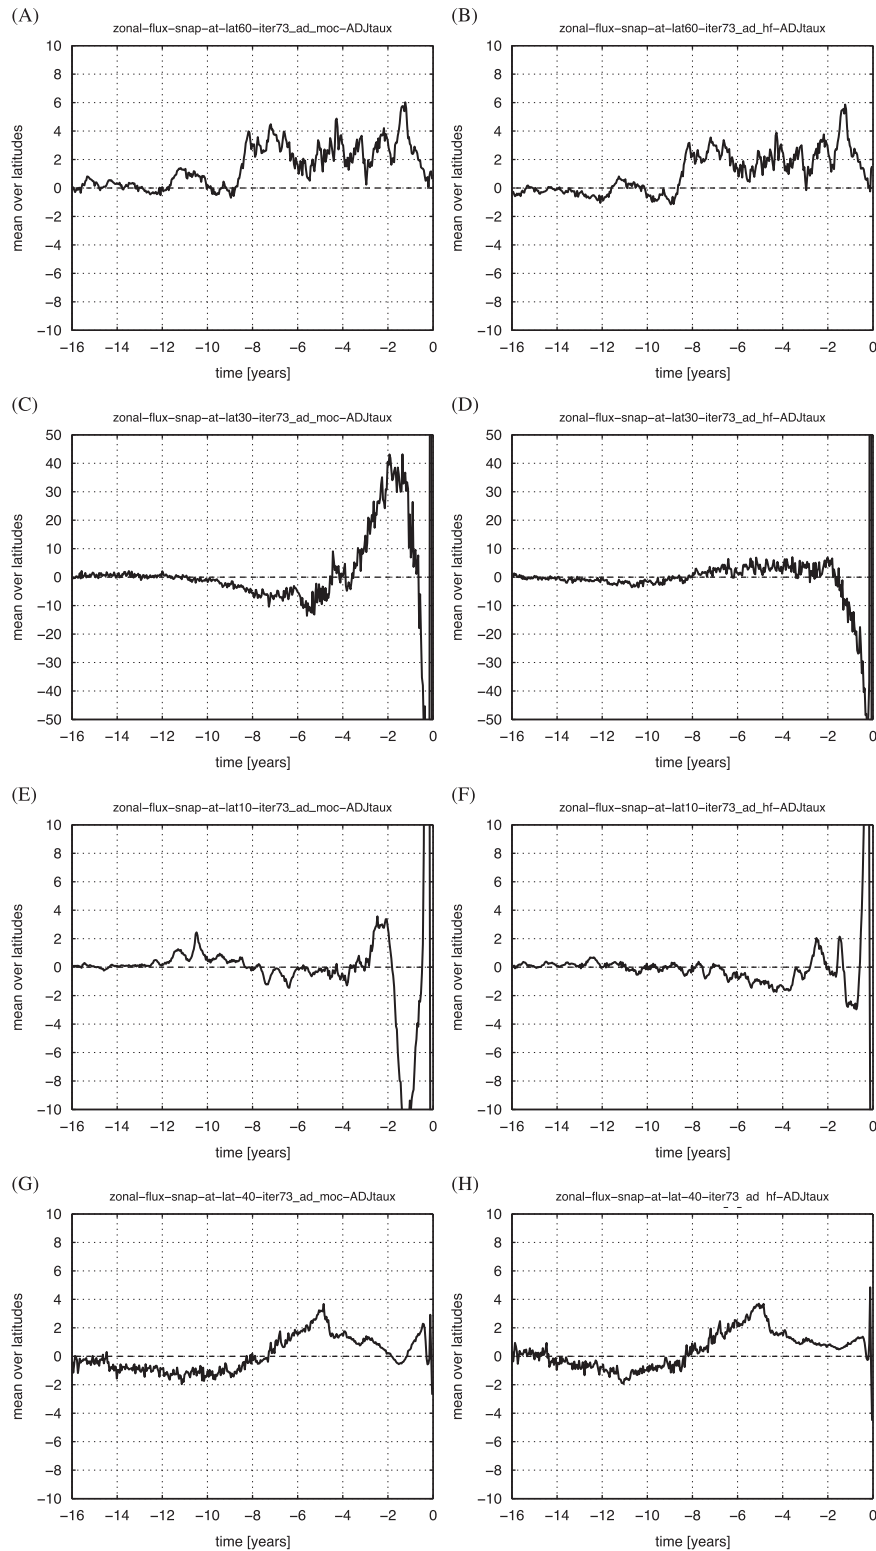 (A)
zonal−flux−snap−at−lat60−iter73_ad_moc−ADJtaux
10
8
6
4
2
0
−2
−4
−6
−8
−10
mean over latitudes
−16 −14 −12 −10 −8 −6 −4 −2 0
time [years]
(B)
zonal−flux−snap−at−lat60−iter73_ad_hf−ADJtaux
10
8
6
4
2
0
−2
−4
−6
−8
−10
mean over latitudes
−16 −14 −12 −10 −8 −6 −4 −2 0
time [years]
(C)
zonal−flux−snap−at−lat30−iter73_ad_moc−ADJtaux
50
40
30
20
10
0
−10
−20
−30
−40
−50
mean over latitudes
−16 −14 −12 −10 −8 −6 −4 −2 0
time [years]
(D)
zonal−flux−snap−at−lat30−iter73_ad_hf−ADJtaux
50
40
30
20
10
0
−10
−20
−30
−40
−50
mean over latitudes
−16 −14 −12 −10 −8 −6 −4 −2 0
time [years]
(E)
zonal−flux−snap−at−lat10−iter73_ad_moc−ADJtaux
10
8
6
4
2
0
−2
−4
−6
−8
−10
mean over latitudes
−16 −14 −12 −10 −8 −6 −4 −2 0
time [years]
(F)
zonal−flux−snap−at−lat10−iter73_ad_hf−ADJtaux
10
8
6
4
2
0
−2
−4
−6
−8
−10
mean over latitudes
−16 −14 −12 −10 −8 −6 −4 −2 0
time [years]
(G)
zonal−flux−snap−at−lat−40−iter73_ad_moc−ADJtaux
10
8
6
4
2
0
−2
−4
−6
−8
−10
mean over latitudes
−16 −14 −12 −10 −8 −6 −4 −2 0
time [years]
(H)
zonal−flux−snap−at−lat−40−iter73_ad_hf−ADJtaux
10
8
6
4
2
0
−2
−4
−6
−8
−10
mean over latitudes
−16 −14 −12 −10 −8 −6 −4 −2 0
time [years]